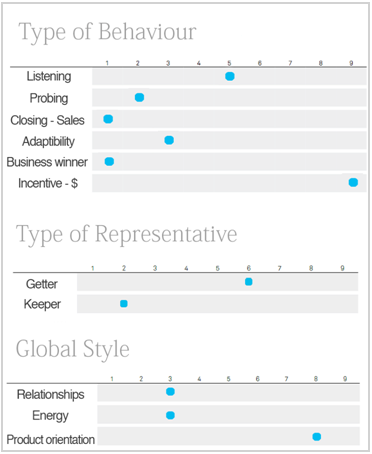 Type of Behaviour
1 2 3 4 5 6 7 8 9
Listening
Probing
Closing - Sales
Adaptibility
Business winner
Incentive - $
Type of Representative
1 2 3 4 5 6 7 8 9
Getter
Keeper
Global Style
1 2 3 4 5 6 7 8 9
Relationships
Energy
Product orientation